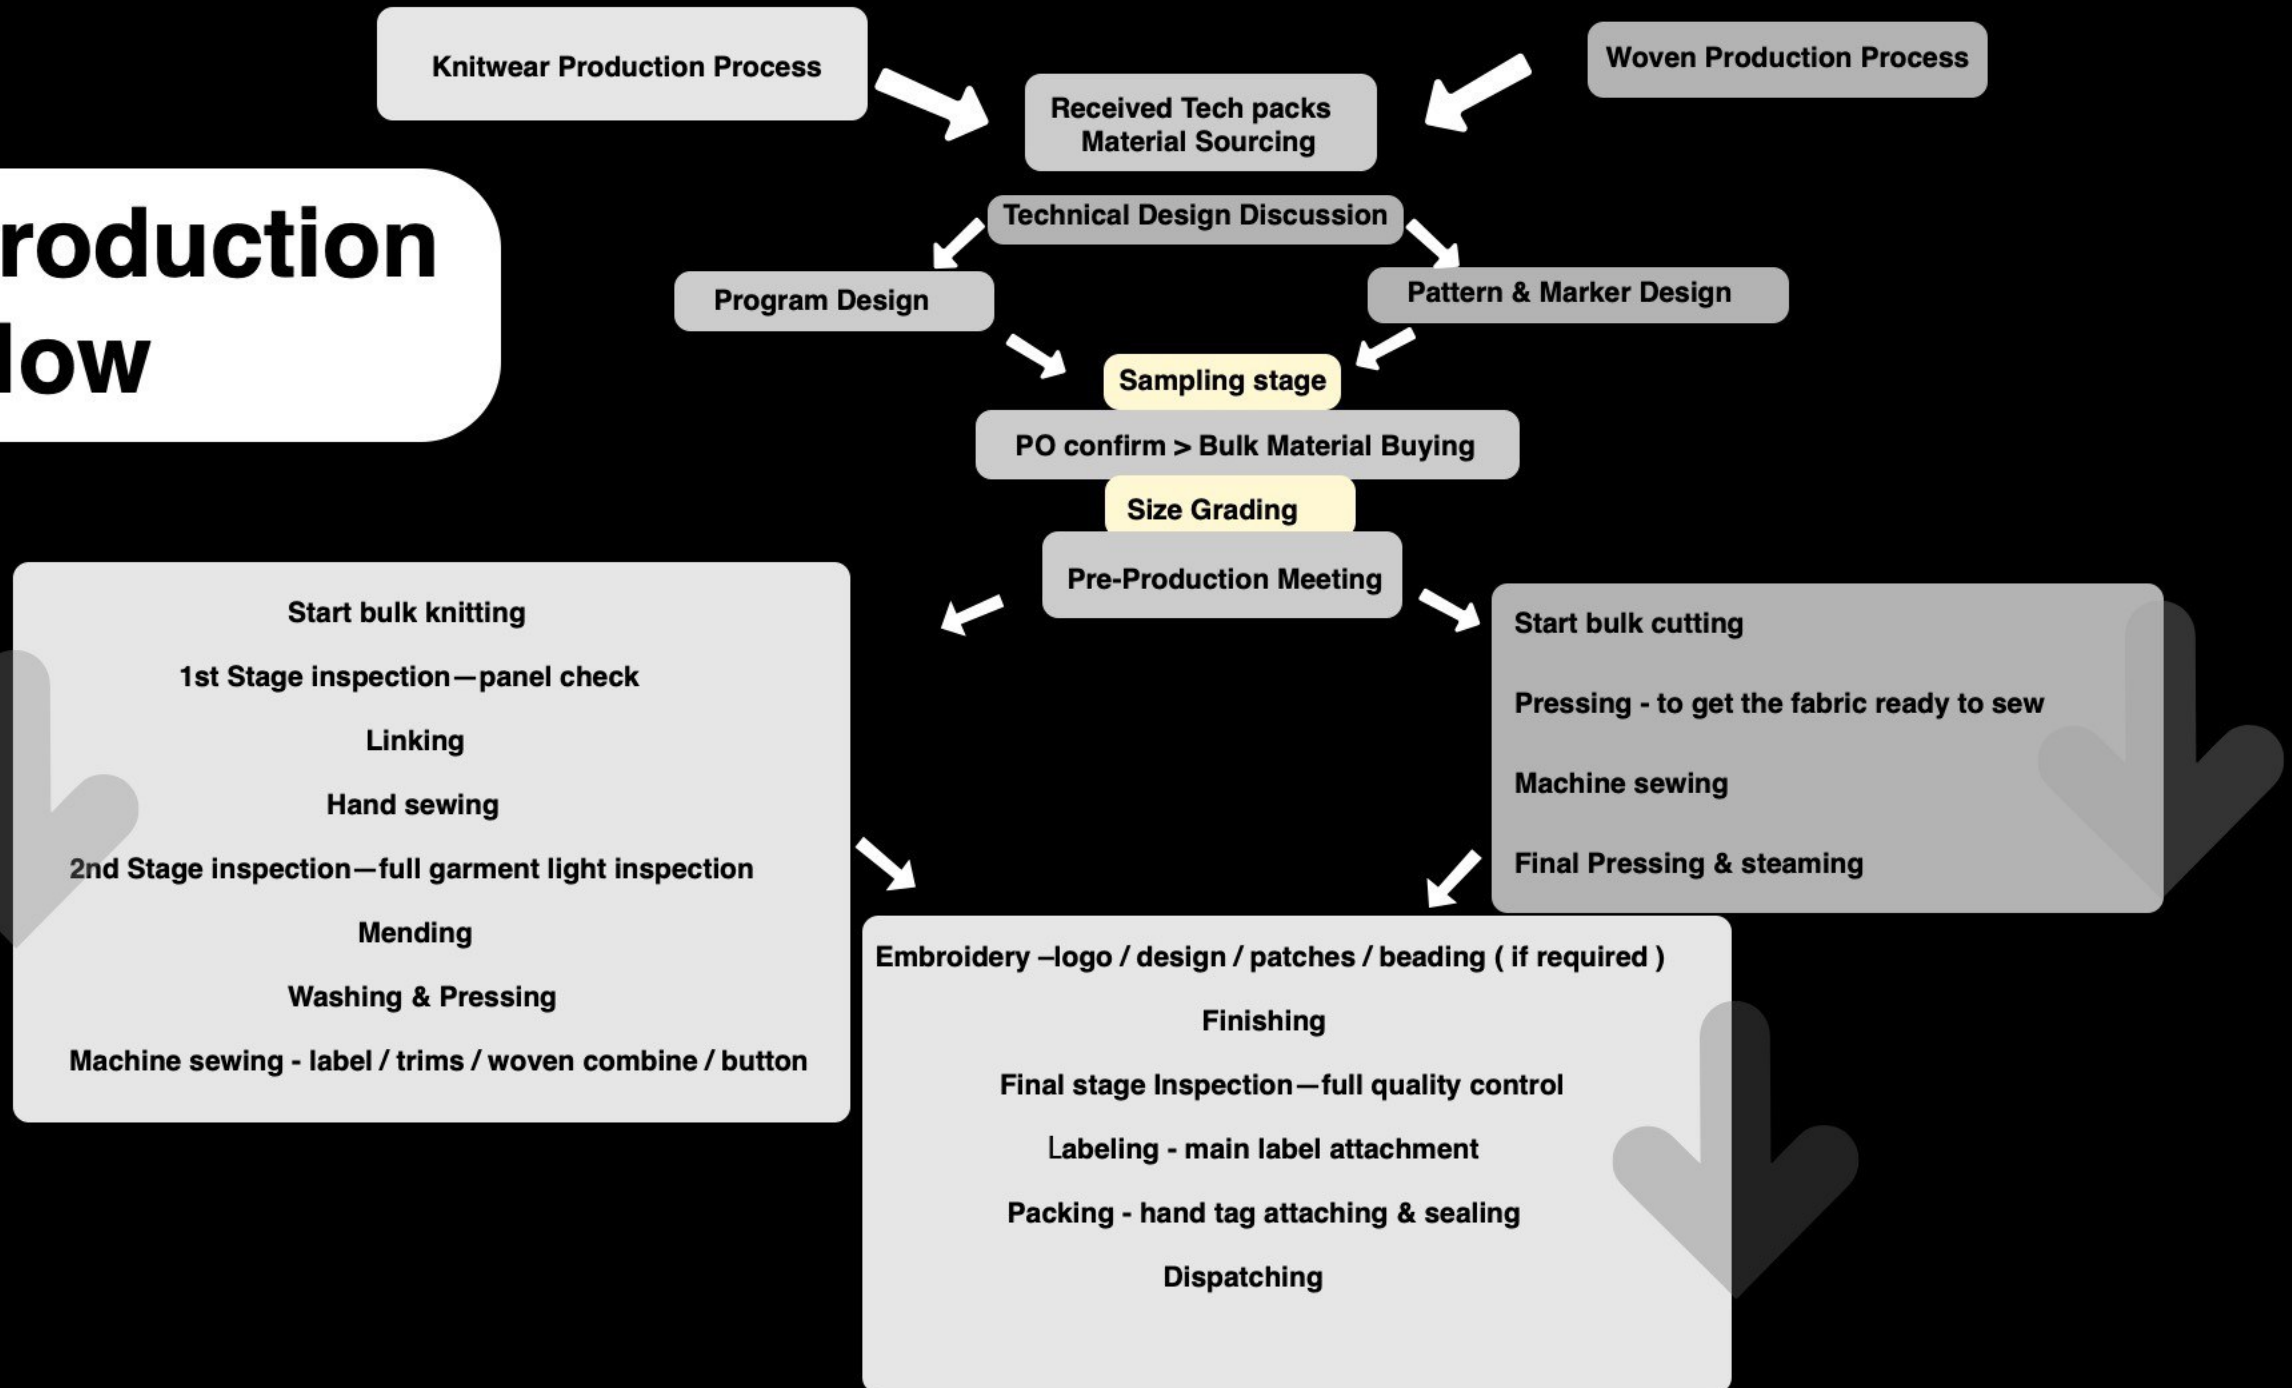 Knitwear Production Process
Woven Production Process
Received Tech packs
Material Sourcing
roduction
low
Technical Design Discussion
Program Design
Pattern & Marker Design
Sampling stage
PO confirm > Bulk Material Buying
Size Grading
Pre-Production Meeting
Start bulk knitting
1st Stage inspection—panel check
Linking
Hand sewing
2nd Stage inspection—full garment light inspection
Mending
Washing & Pressing
Machine sewing - label / trims / woven combine / button
Start bulk cutting
Pressing - to get the fabric ready to sew
Machine sewing
Final Pressing & steaming
Embroidery –logo / design / patches / beading ( if required )
Finishing
Final stage Inspection—full quality control
Labeling - main label attachment
Packing - hand tag attaching & sealing
Dispatching